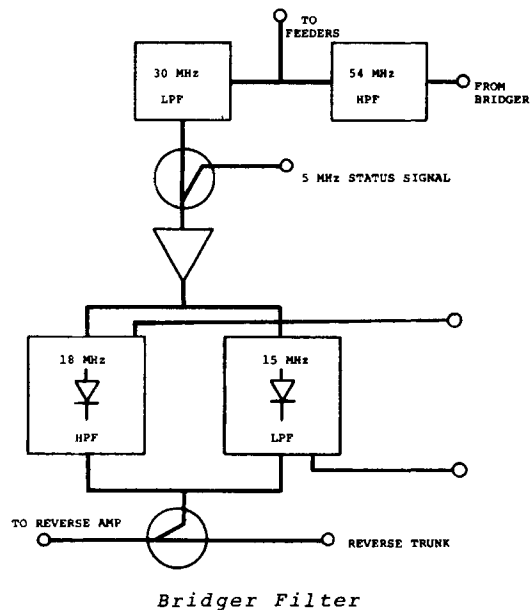 TO
FEEDERS
30 MHz
LPF
54 MHz
HPF
FROM
BRIDGER
5 MHz STATUS SIGNAL
18 MHz
HPF
15 MHz
LPF
TO REVERSE AMP
REVERSE TRUNK
Bridger Filter